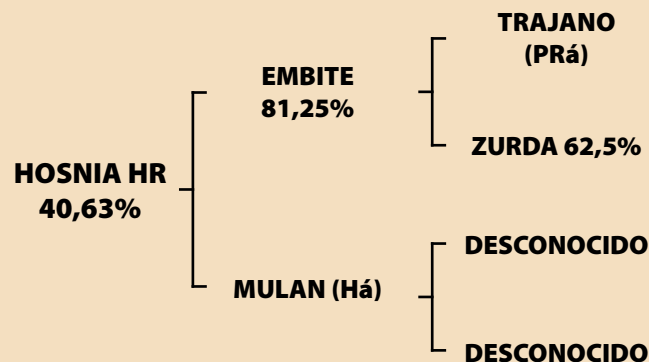 TRAJANO
(PRá)
EMBITE
81,25%
ZURDA 62,5%
HOSNIA HR
40,63%
DESCONOCIDO
MULAN (Há)
DESCONOCIDO